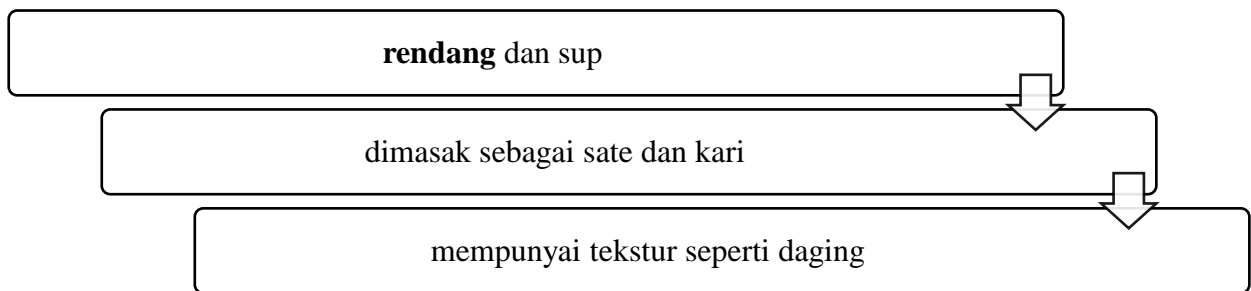 rendang dan sup
dimasak sebagai sate dan kari
mempunyai tekstur seperti daging